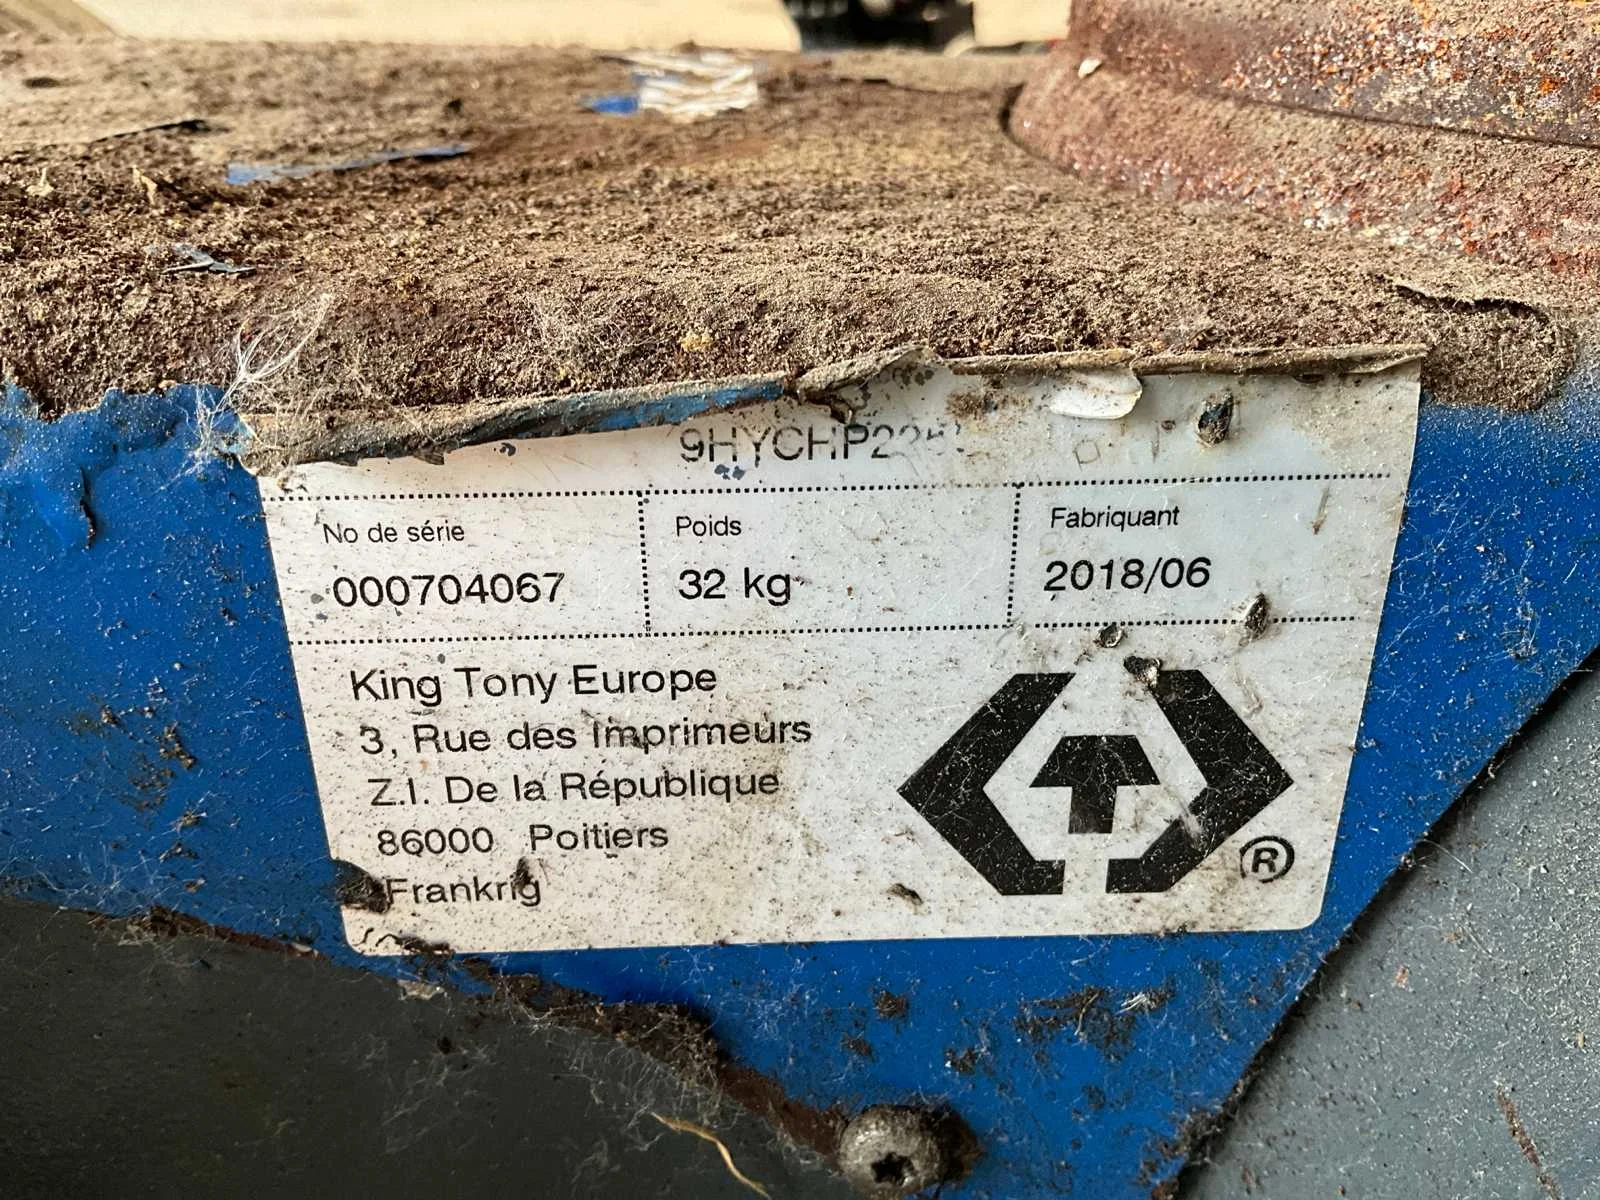 No de série Poids Fabriquant
000704067 32 kg 2018/06
King Tony Europe
3, Rue des Imprimeurs
Z.I. De la République
86000 Poitiers
Frankrig
®